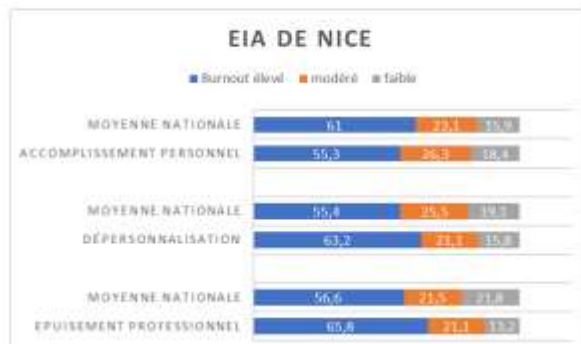 EIA DE NICE
Burnout élevé modéré faible
MOYENNE NATIONALE 61 23,1 15,9
ACCOMPLISSEMENT PERSONNEL 55,3 26,3 18,4
MOYENNE NATIONALE 55,4 25,5 19,1
DÉPERSONNALISATION 63,2 21,1 15,8
MOYENNE NATIONALE 56,6 21,5 21,8
EPUISEMENT PROFESSIONNEL 65,8 21,1 13,2